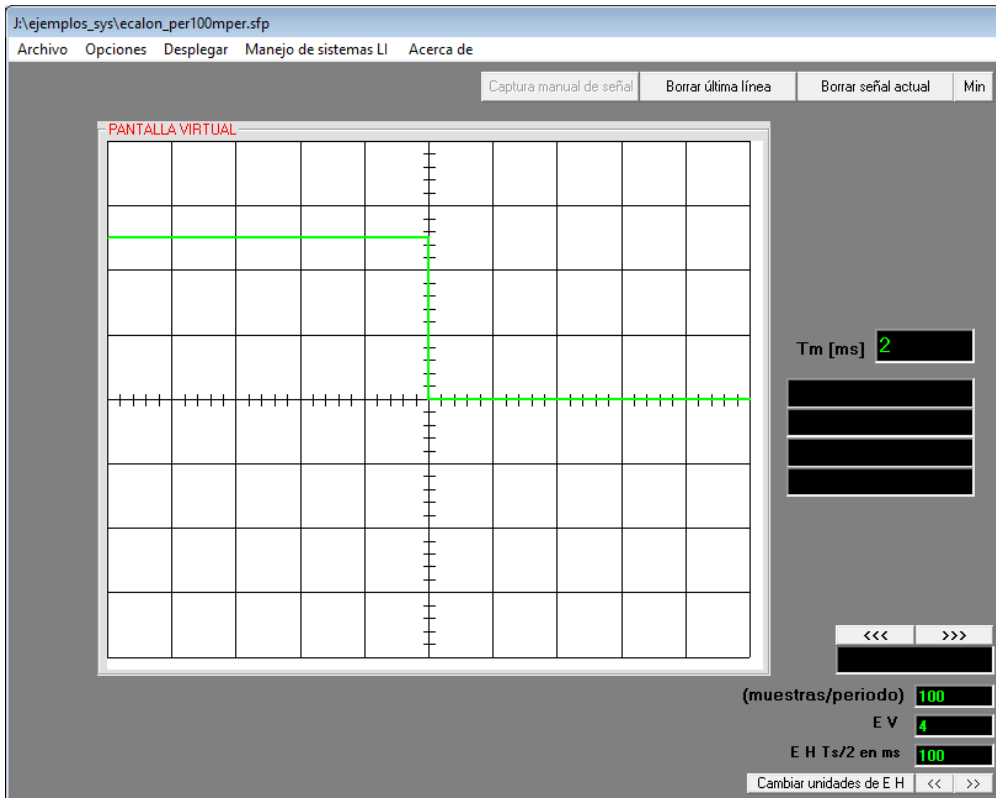 J:\ejemplos_sys\ecalon_per100mper.sfp
Archivo Opciones Desplegar Manejo de sistemas LI Acerca de
Captura manual de señal Borrar última línea Borrar señal actual Min
PANTALLA VIRTUAL
Tm [ms] 2
<<< >>>
(muestras/periodo) 100
E V 4
E H Ts/2 en ms 100
Cambiar unidades de E H << >>